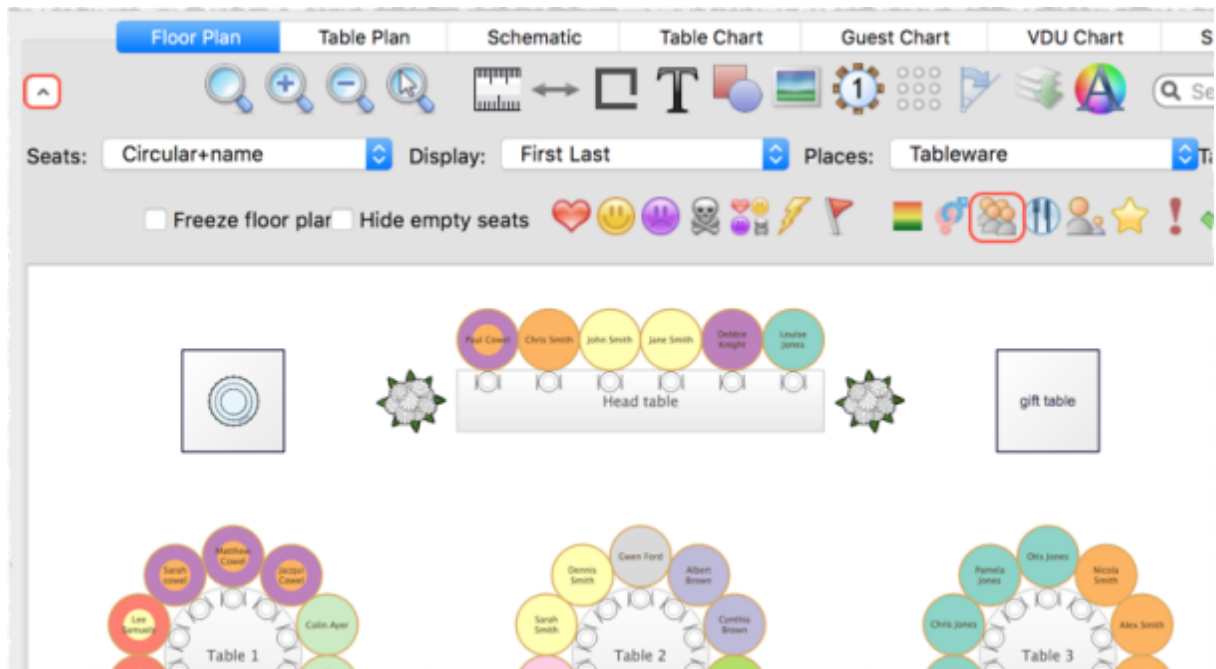 Floor Plan Table Plan Schematic Table Chart Guest Chart VDU Chart S
T 1 A Se
Seats: Circular+name Display: First Last Places: Tableware Ta
Freeze floor plan Hide empty seats
Paul Cowel Chris Smith John Smith Jane Smith Debbie Knight Louise Jones
Head table
gift table
Matthew Cowel
Sarah cowel
Jacqui Cowel
Lee Samuels
Colin Ayer
Table 1
Gwen Ford
Dennis Smith
Albert Brown
Sarah Smith
Cynthia Brown
Table 2
Otis Jones
Pamela Jones
Nicola Smith
Chris Jones
Alex Smith
Table 3